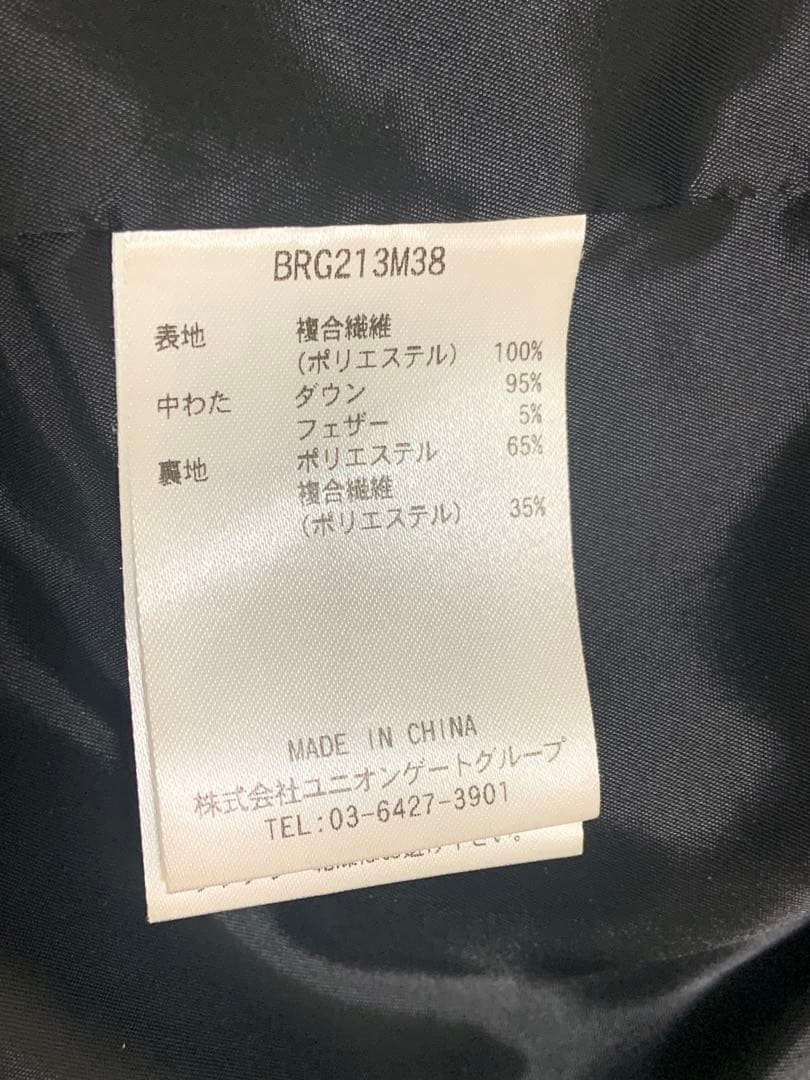 BRG213M38
表地 複合繊維
(ポリエステル) 100%
中わた ダウン 95%
フェザー 5%
裏地 ポリエステル 65%
複合繊維
(ポリエステル) 35%
MADE IN CHINA
株式会社ユニオンゲートグループ
TEL:03-6427-3901